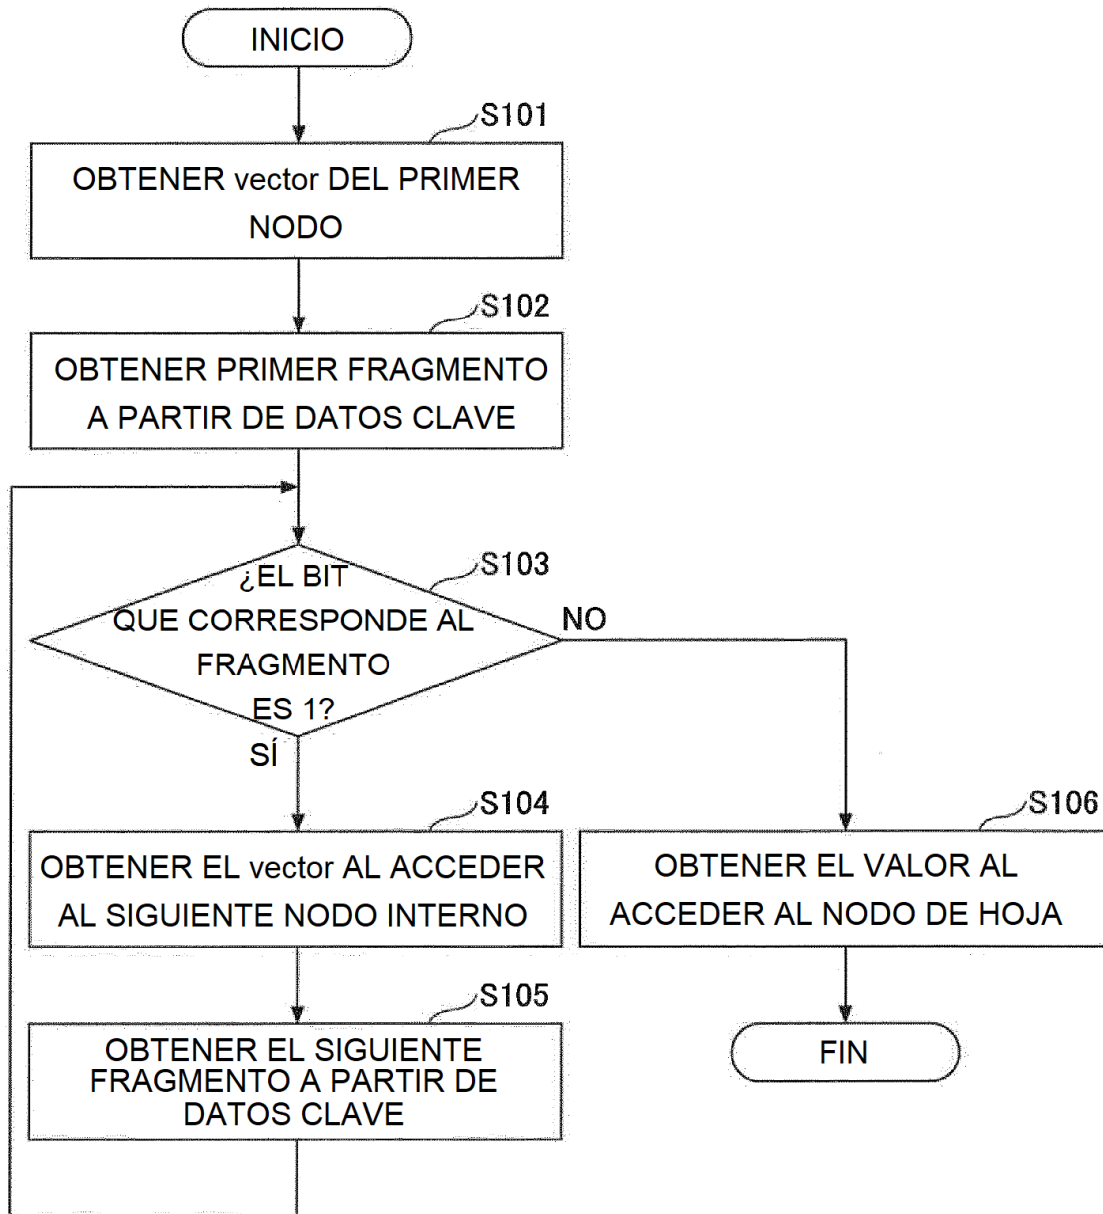 INICIO
S101
OBTENER vector DEL PRIMER
NODO
S102
OBTENER PRIMER FRAGMENTO
A PARTIR DE DATOS CLAVE
S103
¿EL BIT
QUE CORRESPONDE AL
FRAGMENTO
ES 1?
NO
SÍ
S104
OBTENER EL vector AL ACCEDER
AL SIGUIENTE NODO INTERNO
S106
OBTENER EL VALOR AL
ACCEDER AL NODO DE HOJA
S105
OBTENER EL SIGUIENTE
FRAGMENTO A PARTIR DE
DATOS CLAVE
FIN